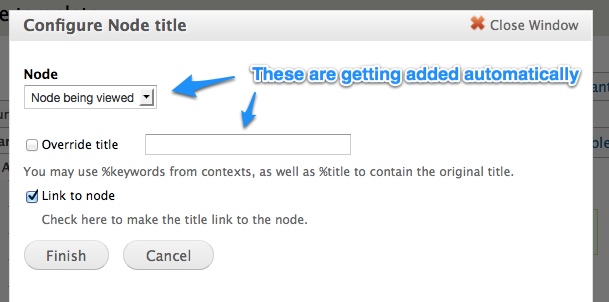 Configure Node title
Close Window
Node
Node being viewed
These are getting added automatically
Override title
You may use %keywords from contexts, as well as %title to contain the original title.
Link to node
Check here to make the title link to the node.
Finish
Cancel